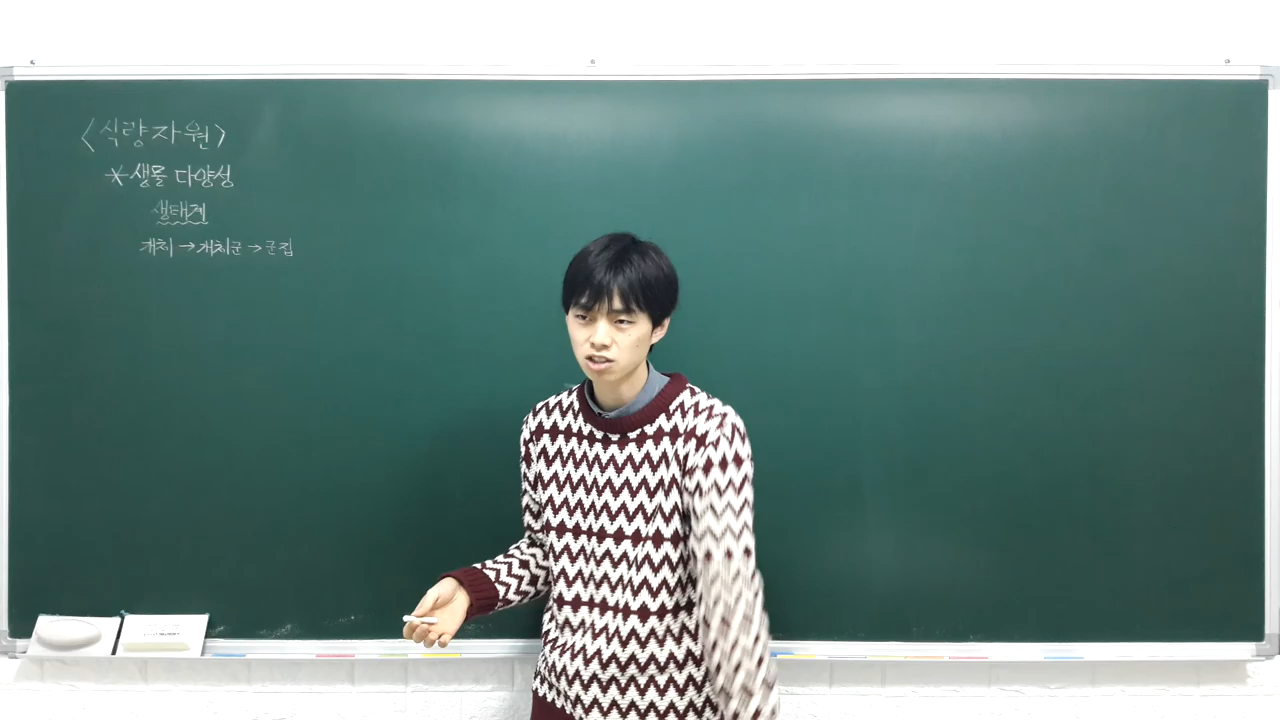 <식량자원>
* 생물 다양성
생태계
개체 → 개체군 → 군집